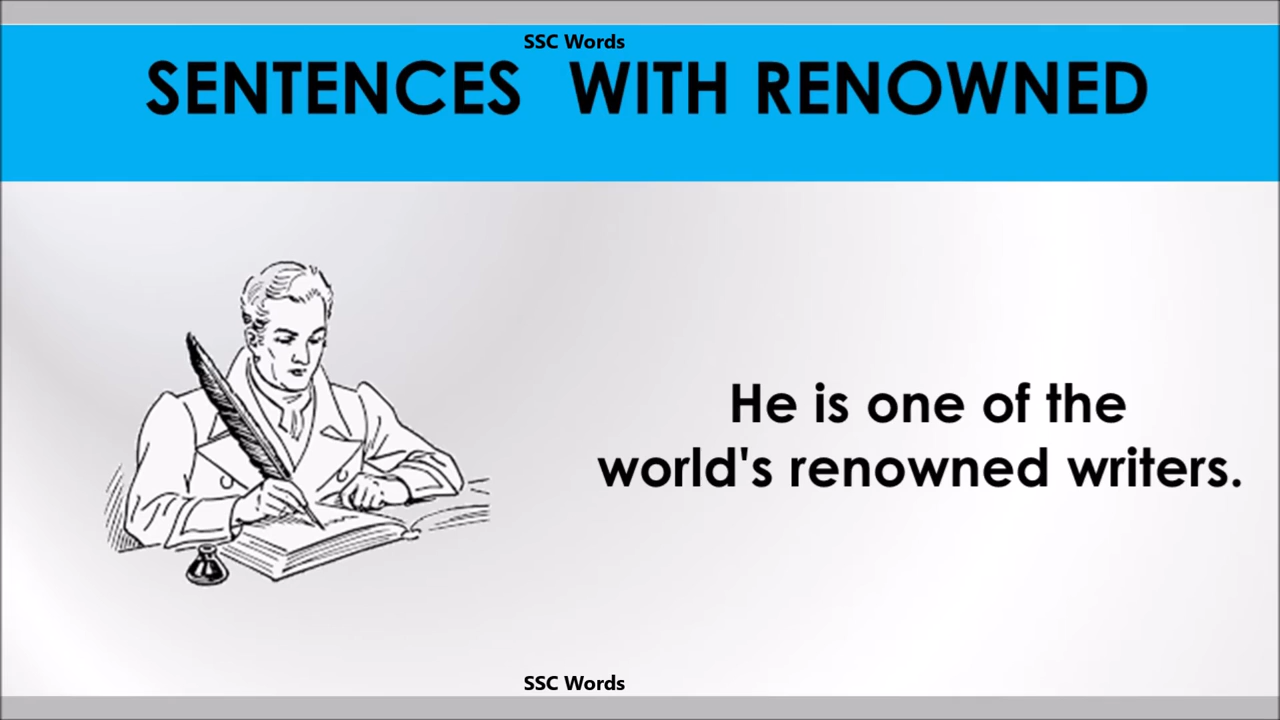 SSC Words
SENTENCES WITH RENOWNED
He is one of the
world's renowned writers.
SSC Words